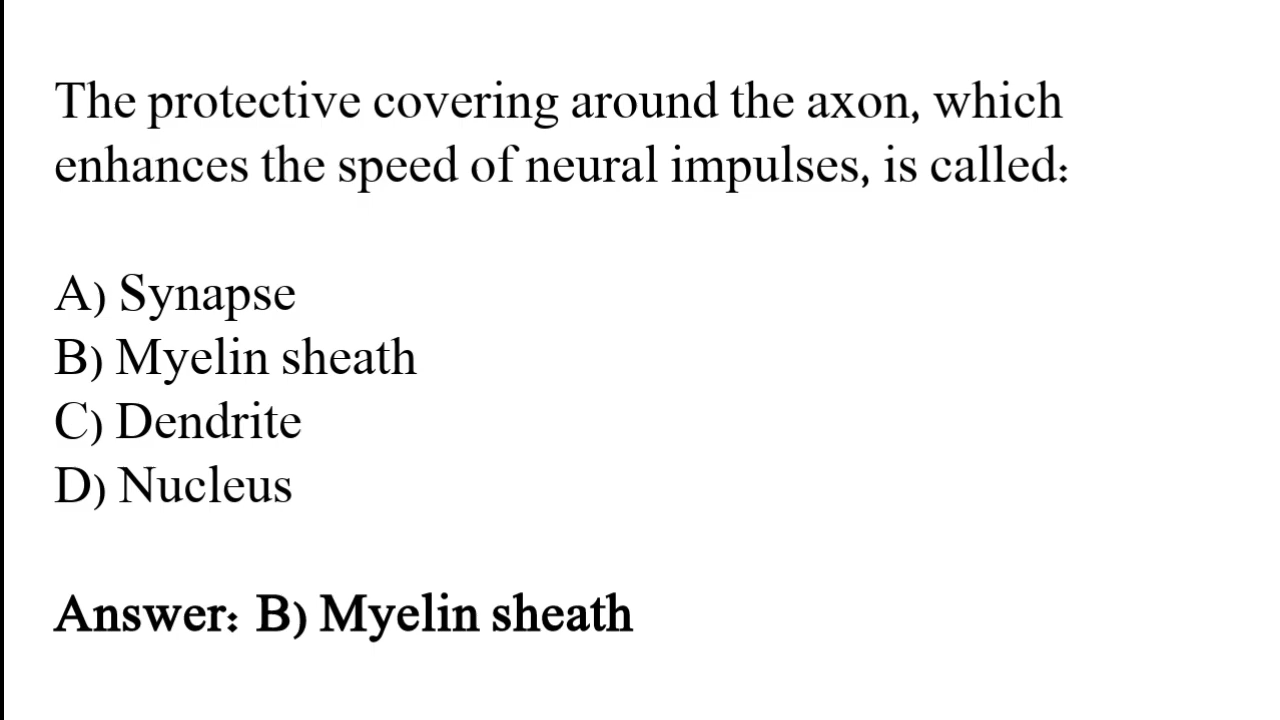 The protective covering around the axon, which
enhances the speed of neural impulses, is called:
A) Synapse
B) Myelin sheath
C) Dendrite
D) Nucleus
Answer: B) Myelin sheath